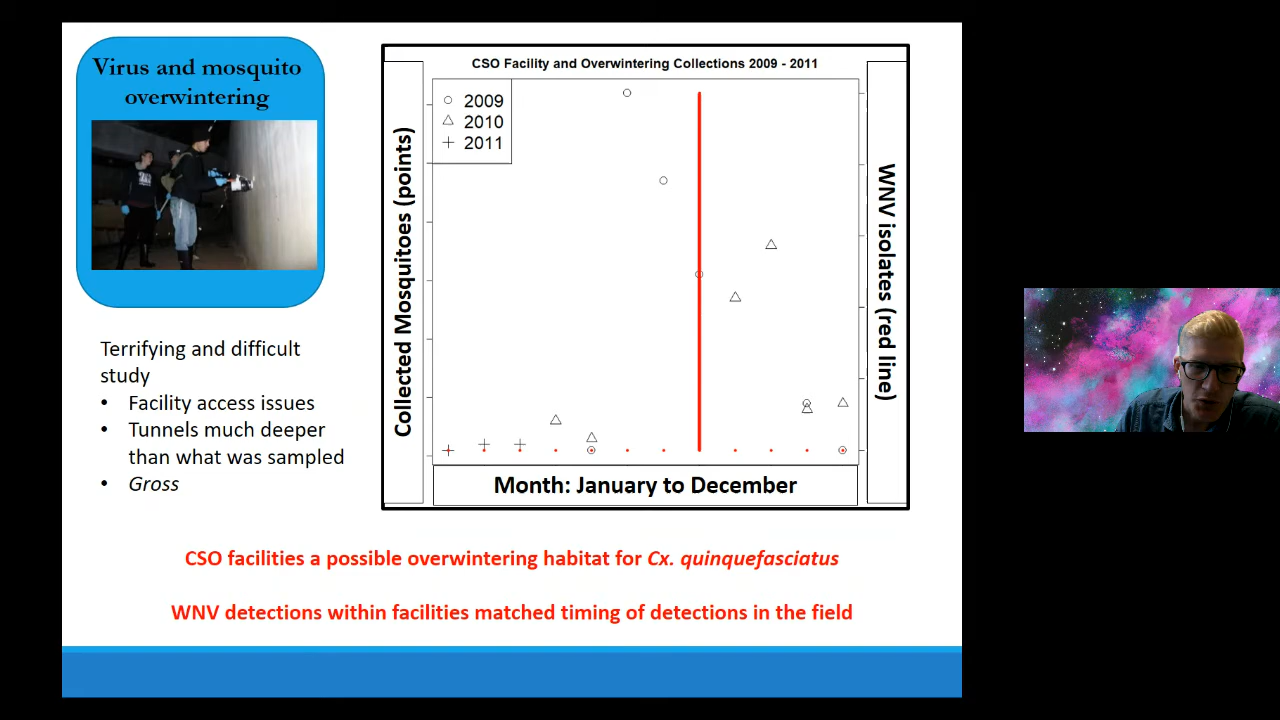 Virus and mosquito
overwintering
Terrifying and difficult
study
• Facility access issues
• Tunnels much deeper
than what was sampled
• Gross
CSO Facility and Overwintering Collections 2009 - 2011
2009
2010
2011
Collected Mosquitoes (points)
WNV isolates (red line)
Month: January to December
CSO facilities a possible overwintering habitat for Cx. quinquefasciatus
WNV detections within facilities matched timing of detections in the field